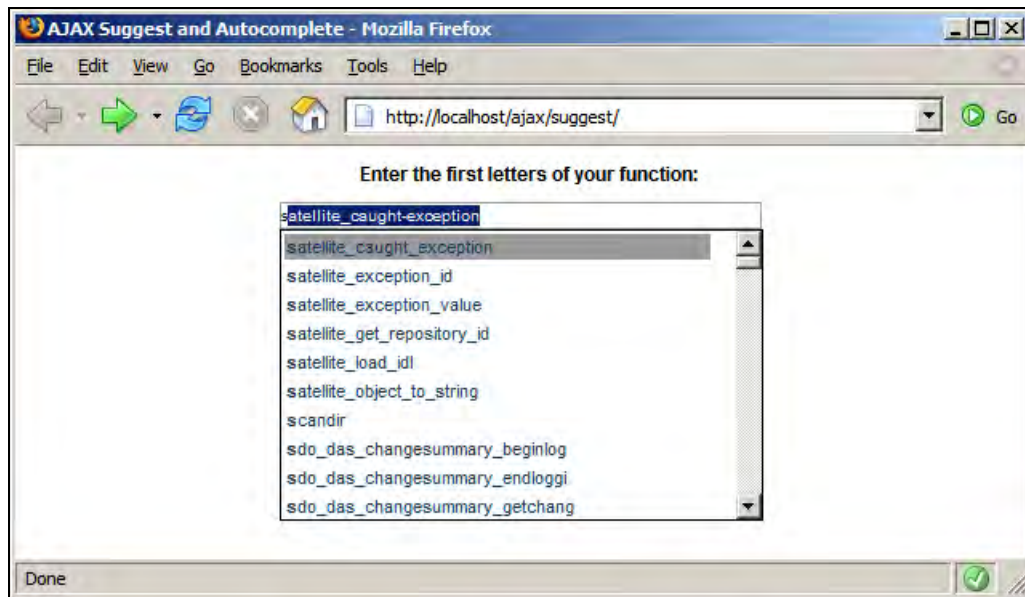 AJAX Suggest and Autocomplete - Mozilla Firefox
File Edit View Go Bookmarks Tools Help
http://localhost/ajax/suggest/ Go
Enter the first letters of your function:
satellite_caught-exception
satellite_caught_exception
satellite_exception_id
satellite_exception_value
satellite_get_repository_id
satellite_load_idl
satellite_object_to_string
scandir
sdo_das_changesummary_beginlog
sdo_das_changesummary_endloggi
sdo_das_changesummary_getchang
Done